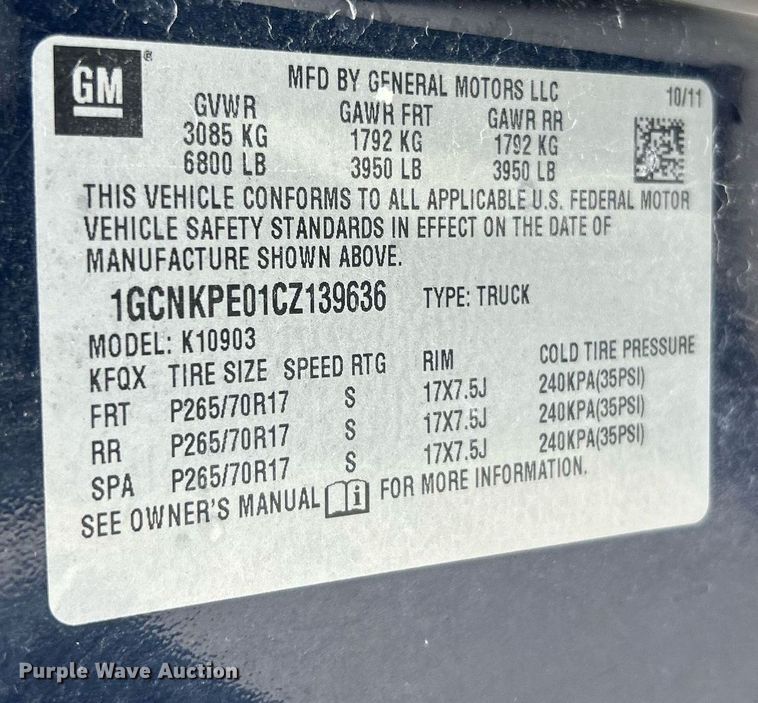 GM®
MFD BY GENERAL MOTORS LLC 10/11
GVWR GAWR FRT GAWR RR
3085 KG 1792 KG 1792 KG
6800 LB 3950 LB 3950 LB
THIS VEHICLE CONFORMS TO ALL APPLICABLE U.S. FEDERAL MOTOR
VEHICLE SAFETY STANDARDS IN EFFECT ON THE DATE OF
MANUFACTURE SHOWN ABOVE.
1GCNKPE01CZ139636 TYPE: TRUCK
MODEL: K10903
KFQX TIRE SIZE SPEED RTG RIM COLD TIRE PRESSURE
FRT P265/70R17 S 17X7.5J 240KPA(35PSI)
RR P265/70R17 S 17X7.5J 240KPA(35PSI)
SPA P265/70R17 S 17X7.5J 240KPA(35PSI)
SEE OWNER'S MANUAL i FOR MORE INFORMATION.
Purple Wave Auction